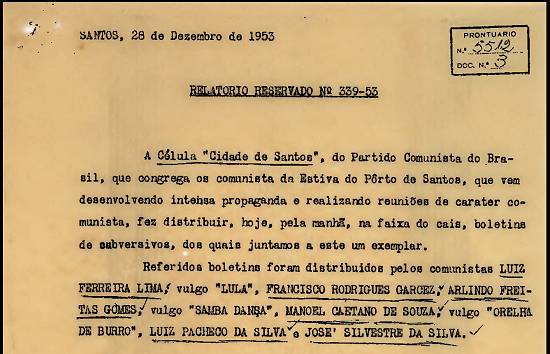 SANTOS, 28 de Dezembro de 1953
PRONTUARIO
N.º 5512
DOC. N.º 3
RELATORIO RESERVADO Nº 339-53
A Célula "Cidade de Santos", do Partido Comunista do Bra-
sil, que congrega os comunista da Estiva do Pôrto de Santos, que vem
desenvolvendo intensa propaganda e realizando reuniões de carater co-
munista, fez distribuir, hoje, pela manhã, na faixa do cais, boletins
de subversivos, dos quais juntamos a este um exemplar.
Referidos boletins foram distribuidos pelos comunistas LUIZ
FERREIRA LIMA, vulgo "LULA", FRANCISCO RODRIGUES GARCEZ, ARLINDO FREI-
TAS GOMES, vulgo "SAMBA DANSA", MANOEL CAETANO DE SOUZA, vulgo "ORELHA
DE BURRO", LUIZ PACHECO DA SILVA e JOSE' SILVESTRE DA SILVA.